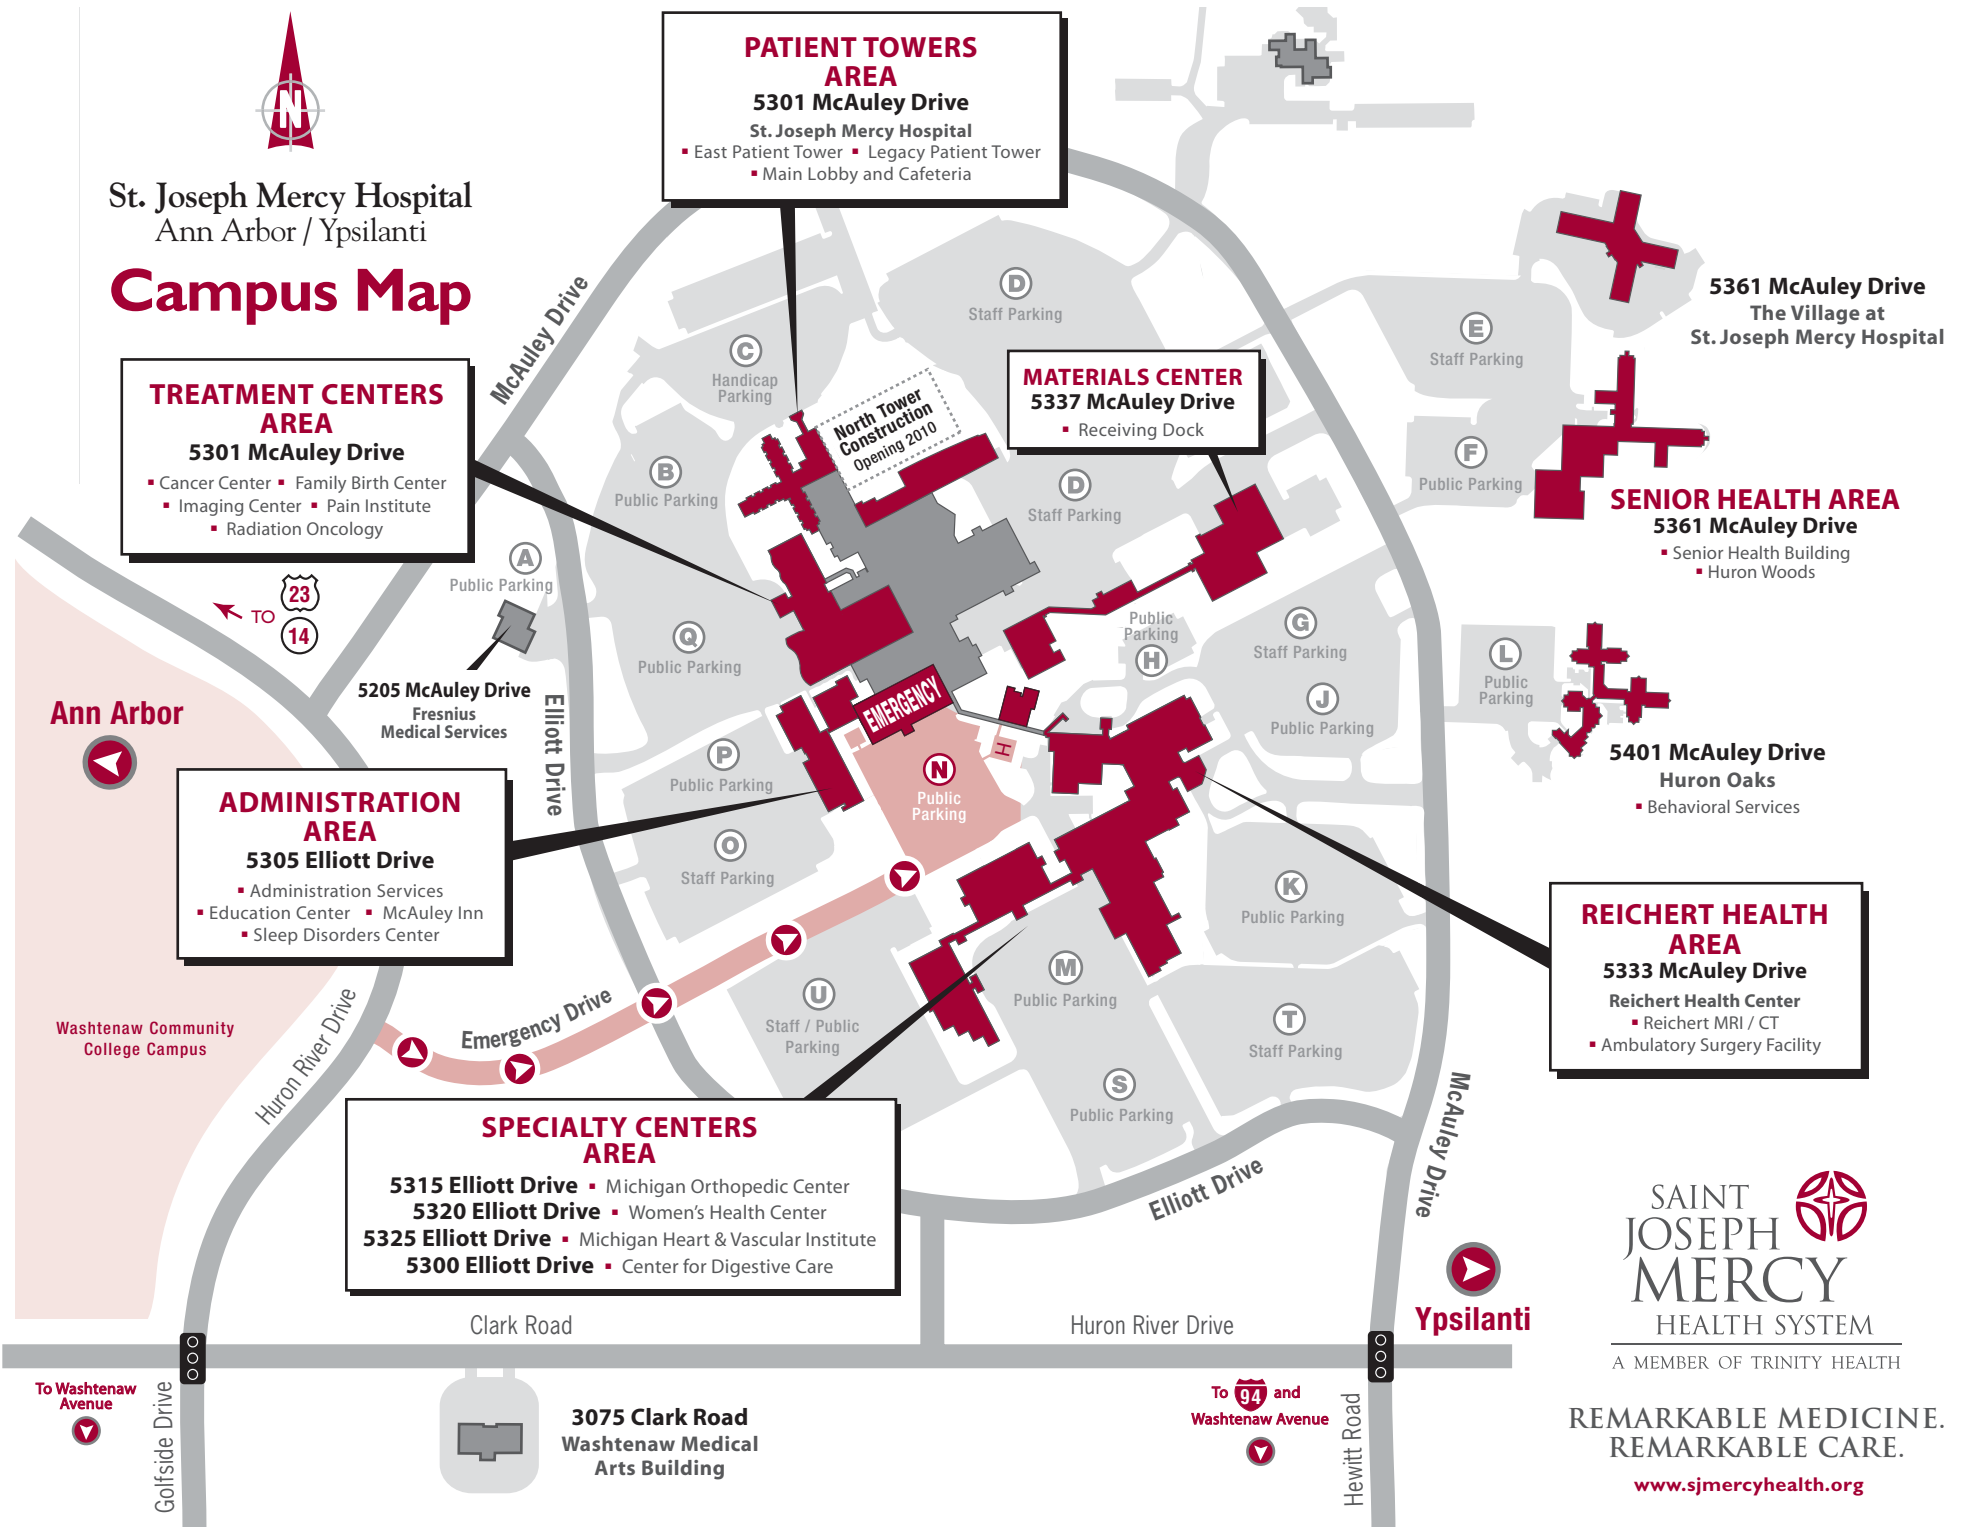 N
St. Joseph Mercy Hospital
Ann Arbor / Ypsilanti
Campus Map
PATIENT TOWERS
AREA
5301 McAuley Drive
St. Joseph Mercy Hospital
▪ East Patient Tower ▪ Legacy Patient Tower
▪ Main Lobby and Cafeteria
McAuley Drive
TREATMENT CENTERS
AREA
5301 McAuley Drive
▪ Cancer Center ▪ Family Birth Center
▪ Imaging Center ▪ Pain Institute
▪ Radiation Oncology
C
Handicap
Parking
D
Staff Parking
North Tower
Construction
Opening 2010
MATERIALS CENTER
5337 McAuley Drive
▪ Receiving Dock
E
Staff Parking
5361 McAuley Drive
The Village at
St. Joseph Mercy Hospital
B
Public Parking
D
Staff Parking
F
Public Parking
SENIOR HEALTH AREA
5361 McAuley Drive
▪ Senior Health Building
▪ Huron Woods
A
Public Parking
TO
23
14
5205 McAuley Drive
Fresnius
Medical Services
Elliott Drive
Q
Public Parking
Public
Parking
H
G
Staff Parking
J
Public Parking
L
Public
Parking
5401 McAuley Drive
Huron Oaks
▪ Behavioral Services
Ann Arbor
EMERGENCY
H
N
Public
Parking
P
Public Parking
O
Staff Parking
ADMINISTRATION
AREA
5305 Elliott Drive
▪ Administration Services
▪ Education Center ▪ McAuley Inn
▪ Sleep Disorders Center
K
Public Parking
REICHERT HEALTH
AREA
5333 McAuley Drive
Reichert Health Center
▪ Reichert MRI / CT
▪ Ambulatory Surgery Facility
Washtenaw Community
College Campus
Huron River Drive
Emergency Drive
U
Staff / Public
Parking
M
Public Parking
T
Staff Parking
S
Public Parking
McAuley Drive
Elliott Drive
SPECIALTY CENTERS
AREA
5315 Elliott Drive ▪ Michigan Orthopedic Center
5320 Elliott Drive ▪ Women's Health Center
5325 Elliott Drive ▪ Michigan Heart & Vascular Institute
5300 Elliott Drive ▪ Center for Digestive Care
Ypsilanti
Clark Road
Huron River Drive
To Washtenaw
Avenue
Golfside Drive
3075 Clark Road
Washtenaw Medical
Arts Building
To 94 and
Washtenaw Avenue
Hewitt Road
SAINT
JOSEPH
MERCY
HEALTH SYSTEM
A MEMBER OF TRINITY HEALTH
REMARKABLE MEDICINE.
REMARKABLE CARE.
www.sjmercyhealth.org